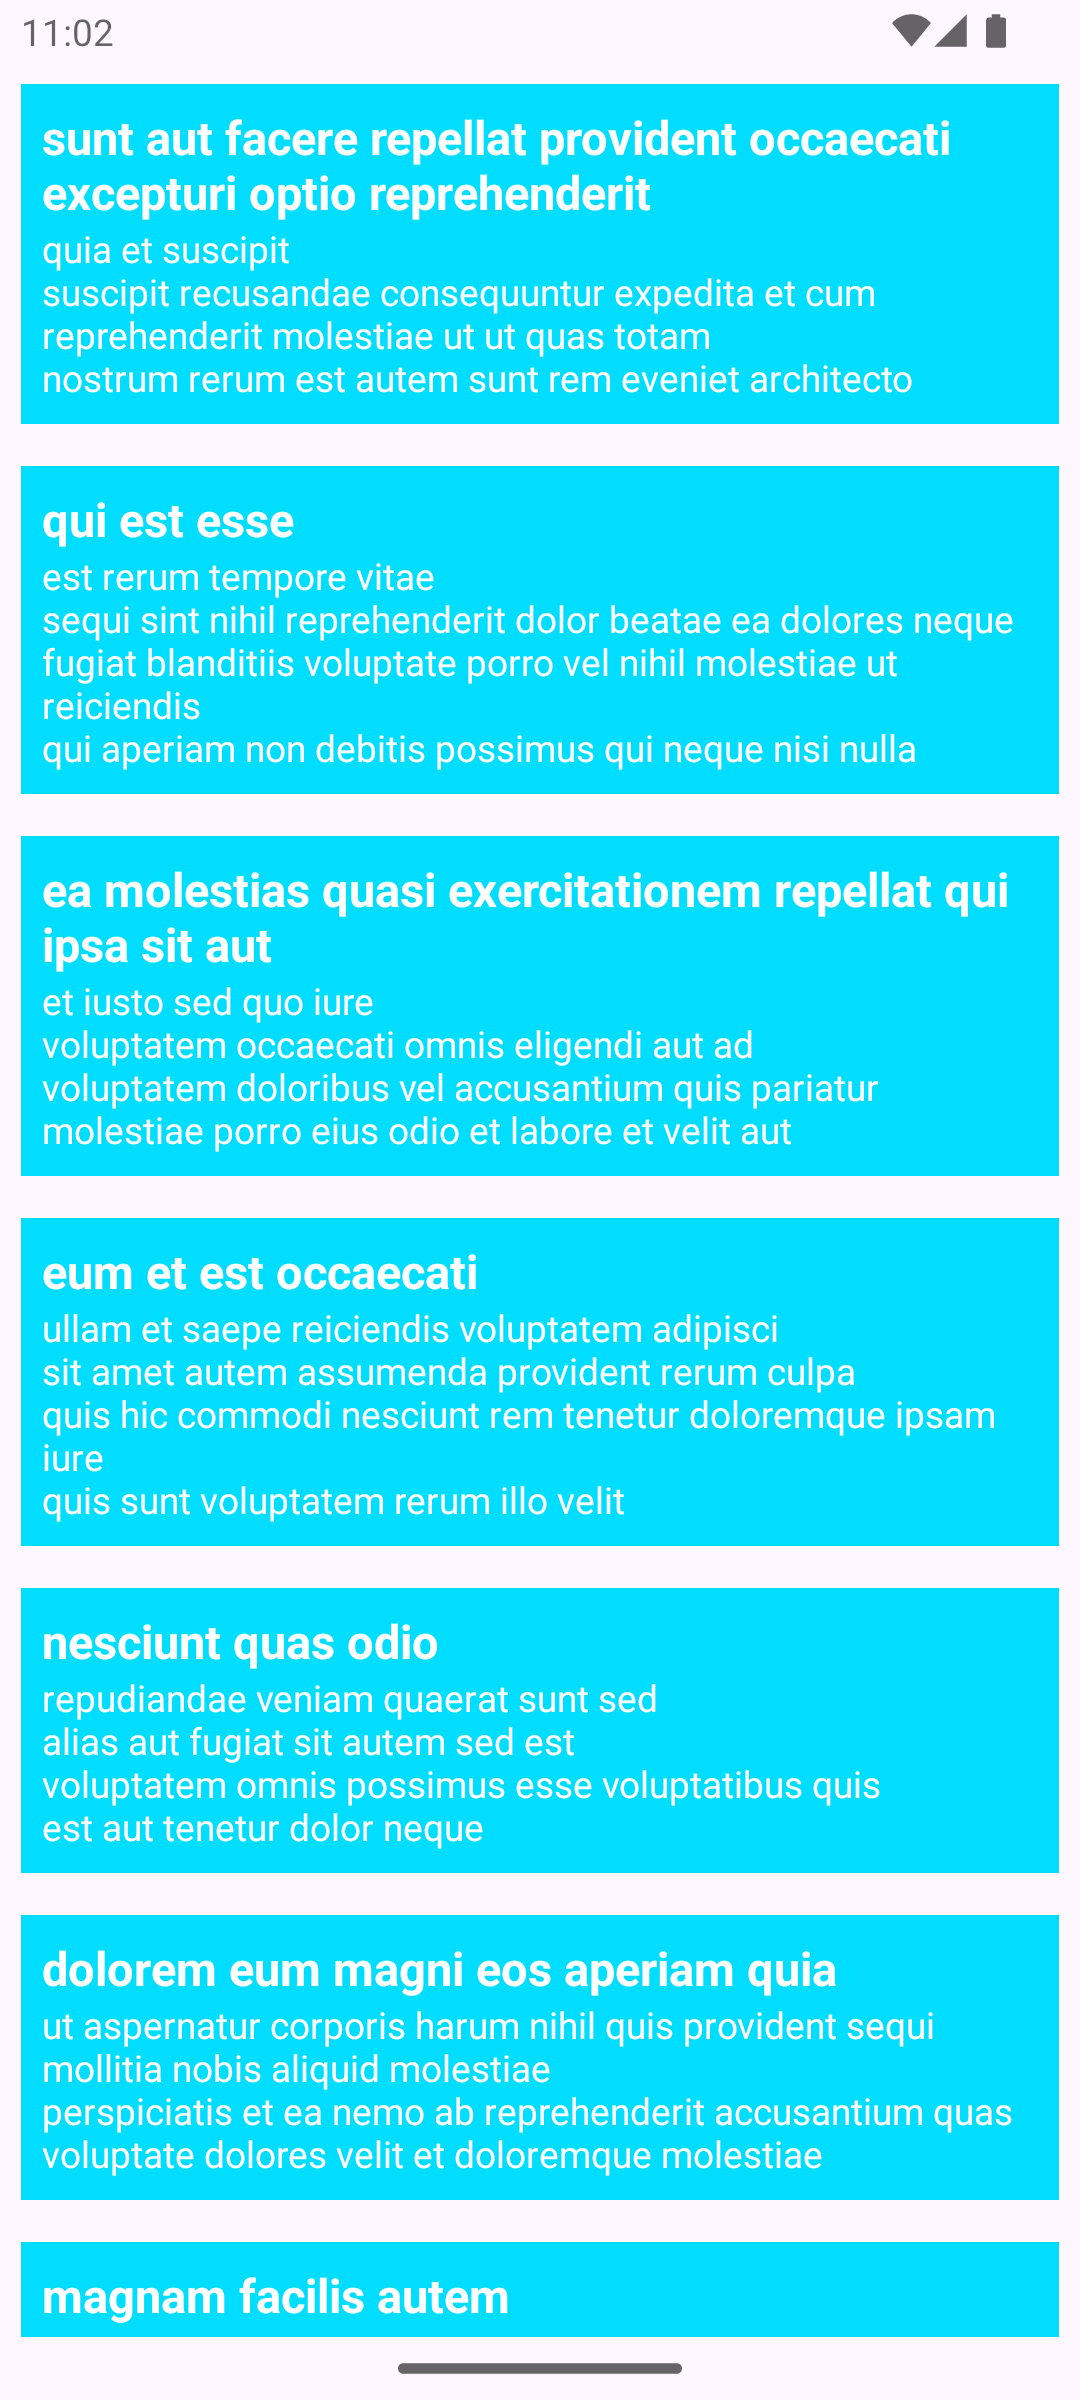 11:02
sunt aut facere repellat provident occaecati
excepturi optio reprehenderit
quia et suscipit
suscipit recusandae consequuntur expedita et cum
reprehenderit molestiae ut ut quas totam
nostrum rerum est autem sunt rem eveniet architecto
qui est esse
est rerum tempore vitae
sequi sint nihil reprehenderit dolor beatae ea dolores neque
fugiat blanditiis voluptate porro vel nihil molestiae ut
reiciendis
qui aperiam non debitis possimus qui neque nisi nulla
ea molestias quasi exercitationem repellat qui
ipsa sit aut
et iusto sed quo iure
voluptatem occaecati omnis eligendi aut ad
voluptatem doloribus vel accusantium quis pariatur
molestiae porro eius odio et labore et velit aut
eum et est occaecati
ullam et saepe reiciendis voluptatem adipisci
sit amet autem assumenda provident rerum culpa
quis hic commodi nesciunt rem tenetur doloremque ipsam
iure
quis sunt voluptatem rerum illo velit
nesciunt quas odio
repudiandae veniam quaerat sunt sed
alias aut fugiat sit autem sed est
voluptatem omnis possimus esse voluptatibus quis
est aut tenetur dolor neque
dolorem eum magni eos aperiam quia
ut aspernatur corporis harum nihil quis provident sequi
mollitia nobis aliquid molestiae
perspiciatis et ea nemo ab reprehenderit accusantium quas
voluptate dolores velit et doloremque molestiae
magnam facilis autem